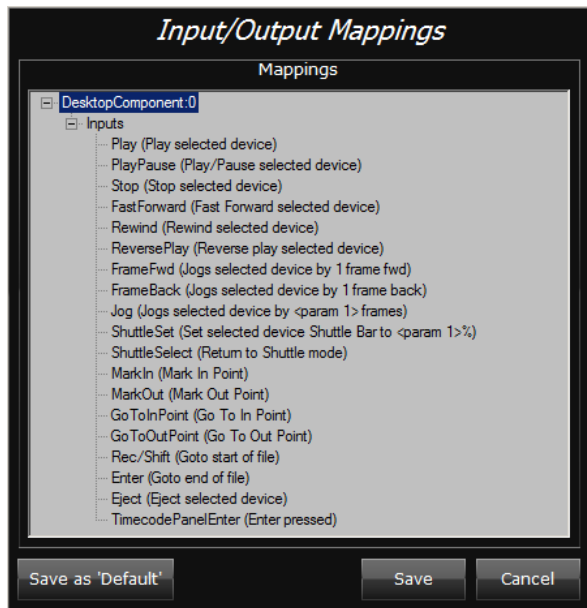 Input/Output Mappings
Mappings
DesktopComponent:0
Inputs
Play (Play selected device)
PlayPause (Play/Pause selected device)
Stop (Stop selected device)
FastForward (Fast Forward selected device)
Rewind (Rewind selected device)
ReversePlay (Reverse play selected device)
FrameFwd (Jogs selected device by 1 frame fwd)
FrameBack (Jogs selected device by 1 frame back)
Jog (Jogs selected device by <param 1> frames)
ShuttleSet (Set selected device Shuttle Bar to <param 1>%)
ShuttleSelect (Return to Shuttle mode)
MarkIn (Mark In Point)
MarkOut (Mark Out Point)
GoToInPoint (Go To In Point)
GoToOutPoint (Go To Out Point)
Rec/Shift (Goto start of file)
Enter (Goto end of file)
Eject (Eject selected device)
TimecodePanelEnter (Enter pressed)
Save as 'Default' Save Cancel